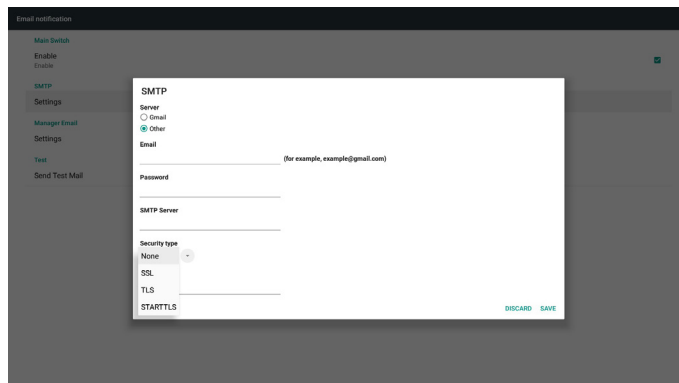 Email notification
Main Switch
Enable
Enable
SMTP
Settings
Manager Email
Settings
Test
Send Test Mail
SMTP
Server
Gmail
Other
Email
(for example, example@gmail.com)
Password
SMTP Server
Security type
None
SSL
TLS
STARTTLS
DISCARD SAVE